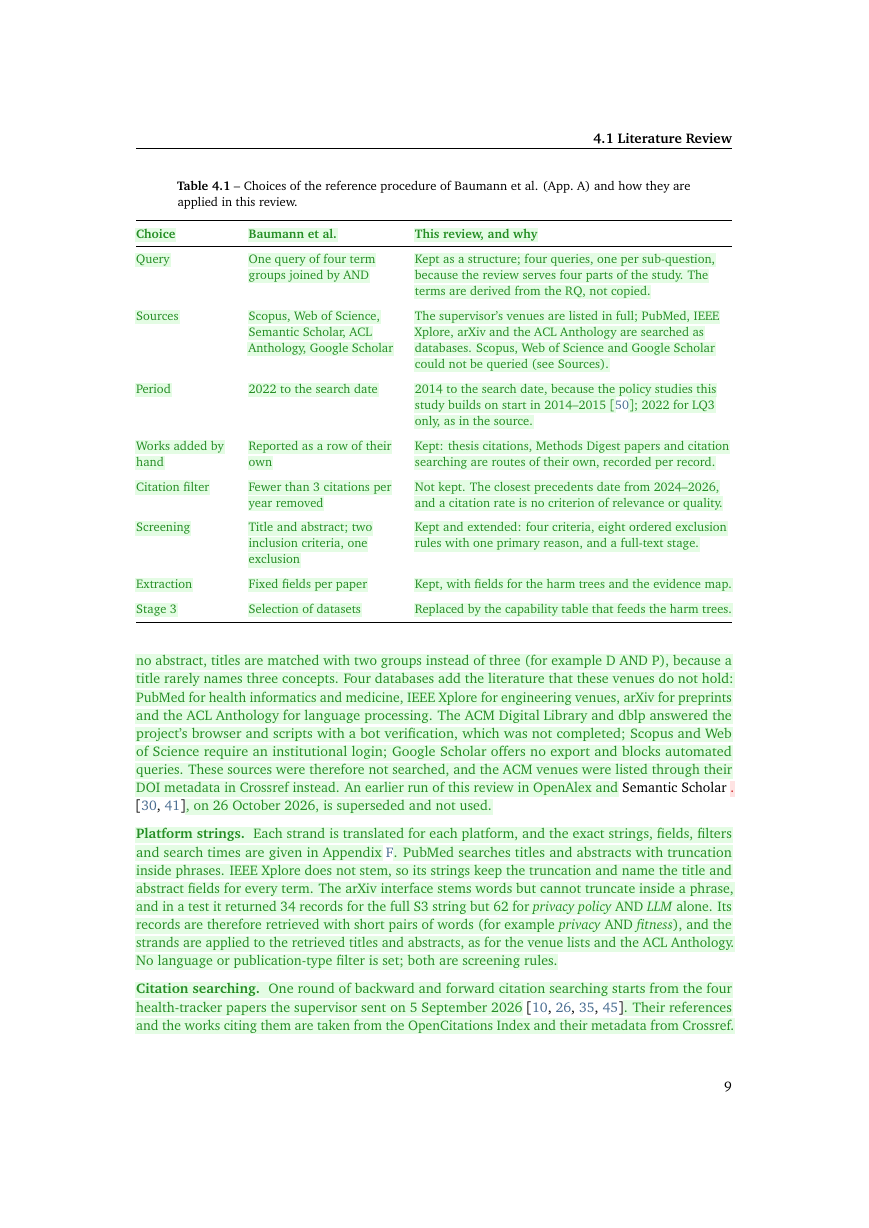 4.1 Literature Review
Table 4.1 – Choices of the reference procedure of Baumann et al. (App. A) and how they are
applied in this review.
Choice Baumann et al. This review, and why
Query One query of four term Kept as a structure; four queries, one per sub-question,
groups joined by AND because the review serves four parts of the study. The
terms are derived from the RQ, not copied.
Sources Scopus, Web of Science, The supervisor's venues are listed in full; PubMed, IEEE
Semantic Scholar, ACL Xplore, arXiv and the ACL Anthology are searched as
Anthology, Google Scholar databases. Scopus, Web of Science and Google Scholar
could not be queried (see Sources).
Period 2022 to the search date 2014 to the search date, because the policy studies this
study builds on start in 2014–2015 [50]; 2022 for LQ3
only, as in the source.
Works added by Reported as a row of their Kept: thesis citations, Methods Digest papers and citation
hand own searching are routes of their own, recorded per record.
Citation filter Fewer than 3 citations per Not kept. The closest precedents date from 2024–2026,
year removed and a citation rate is no criterion of relevance or quality.
Screening Title and abstract; two Kept and extended: four criteria, eight ordered exclusion
inclusion criteria, one rules with one primary reason, and a full-text stage.
exclusion
Extraction Fixed fields per paper Kept, with fields for the harm trees and the evidence map.
Stage 3 Selection of datasets Replaced by the capability table that feeds the harm trees.
no abstract, titles are matched with two groups instead of three (for example D AND P), because a
title rarely names three concepts. Four databases add the literature that these venues do not hold:
PubMed for health informatics and medicine, IEEE Xplore for engineering venues, arXiv for preprints
and the ACL Anthology for language processing. The ACM Digital Library and dblp answered the
project's browser and scripts with a bot verification, which was not completed; Scopus and Web
of Science require an institutional login; Google Scholar offers no export and blocks automated
queries. These sources were therefore not searched, and the ACM venues were listed through their
DOI metadata in Crossref instead. An earlier run of this review in OpenAlex and Semantic Scholar .
[30, 41], on 26 October 2026, is superseded and not used.
Platform strings. Each strand is translated for each platform, and the exact strings, fields, filters
and search times are given in Appendix F. PubMed searches titles and abstracts with truncation
inside phrases. IEEE Xplore does not stem, so its strings keep the truncation and name the title and
abstract fields for every term. The arXiv interface stems words but cannot truncate inside a phrase,
and in a test it returned 34 records for the full S3 string but 62 for privacy policy AND LLM alone. Its
records are therefore retrieved with short pairs of words (for example privacy AND fitness), and the
strands are applied to the retrieved titles and abstracts, as for the venue lists and the ACL Anthology.
No language or publication-type filter is set; both are screening rules.
Citation searching. One round of backward and forward citation searching starts from the four
health-tracker papers the supervisor sent on 5 September 2026 [10, 26, 35, 45]. Their references
and the works citing them are taken from the OpenCitations Index and their metadata from Crossref.
9